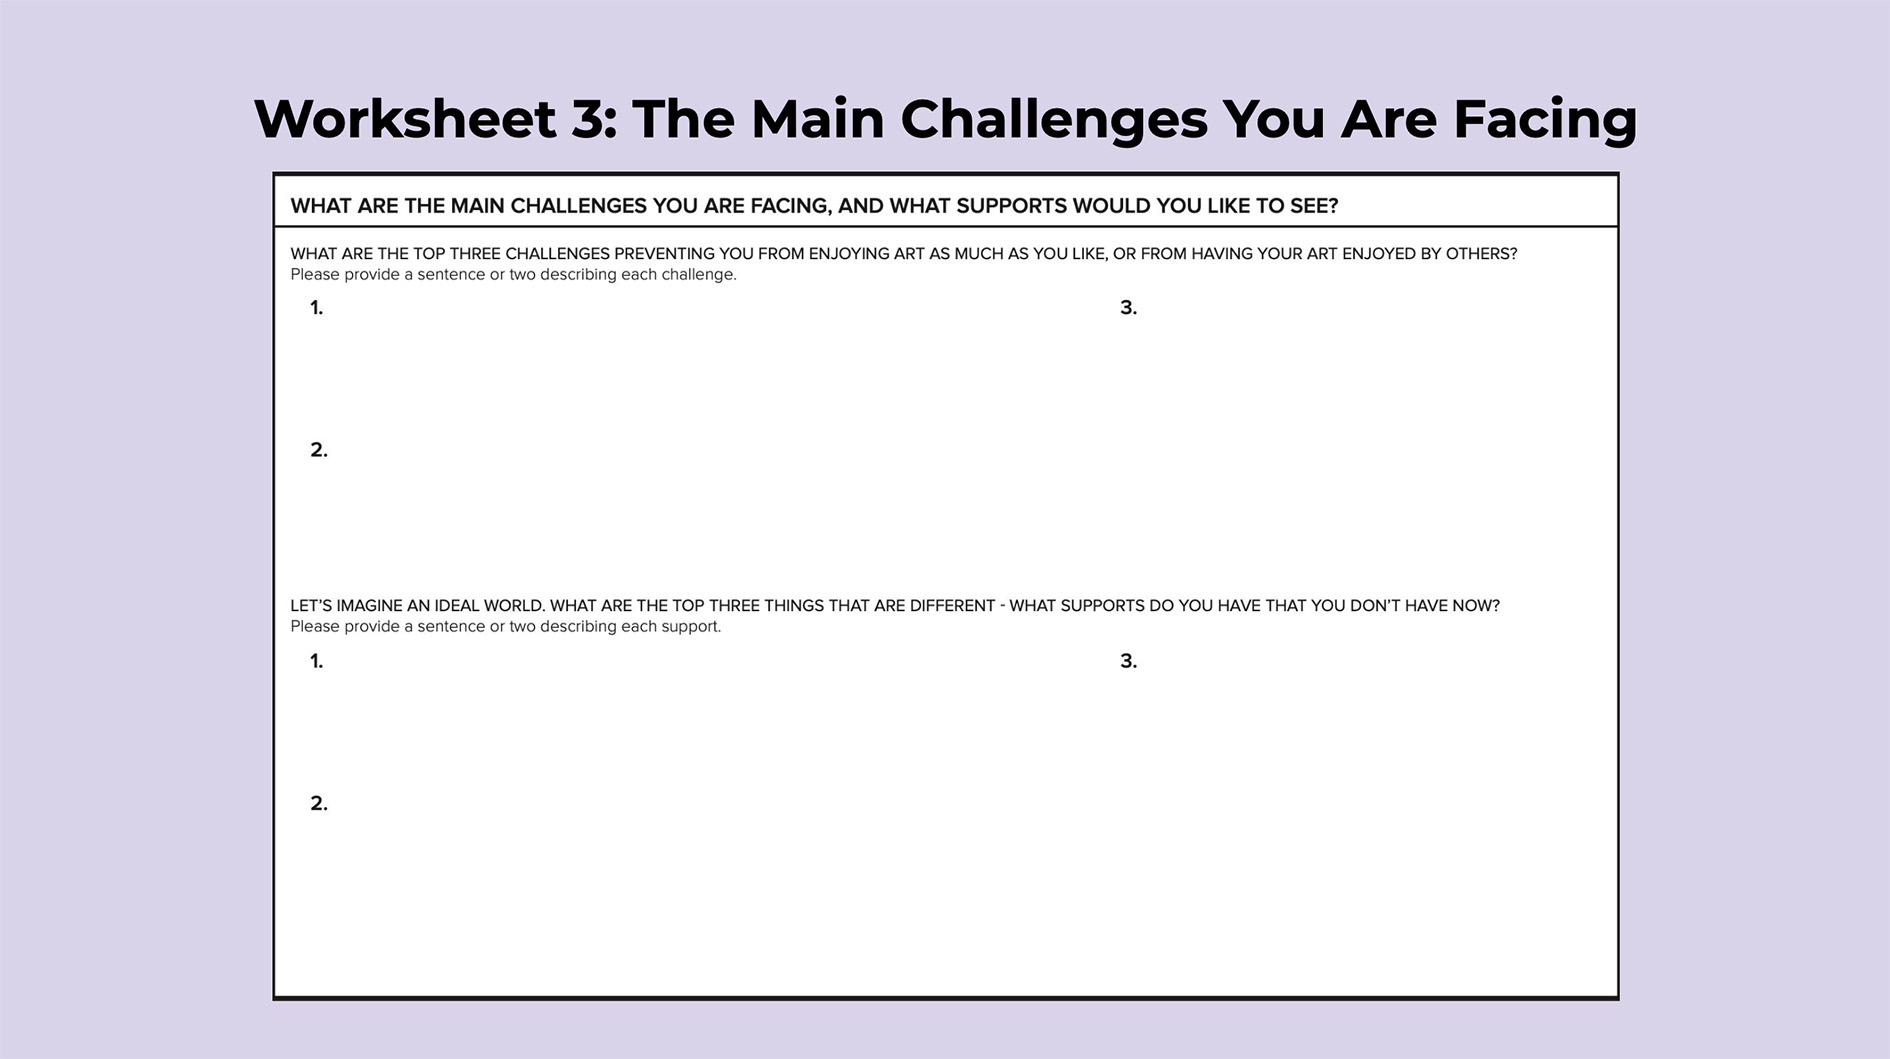 Worksheet 3: The Main Challenges You Are Facing
WHAT ARE THE MAIN CHALLENGES YOU ARE FACING, AND WHAT SUPPORTS WOULD YOU LIKE TO SEE?
WHAT ARE THE TOP THREE CHALLENGES PREVENTING YOU FROM ENJOYING ART AS MUCH AS YOU LIKE, OR FROM HAVING YOUR ART ENJOYED BY OTHERS?
Please provide a sentence or two describing each challenge.
1.
2.
3.
LET’S IMAGINE AN IDEAL WORLD. WHAT ARE THE TOP THREE THINGS THAT ARE DIFFERENT - WHAT SUPPORTS DO YOU HAVE THAT YOU DON’T HAVE NOW?
Please provide a sentence or two describing each support.
1.
2.
3.